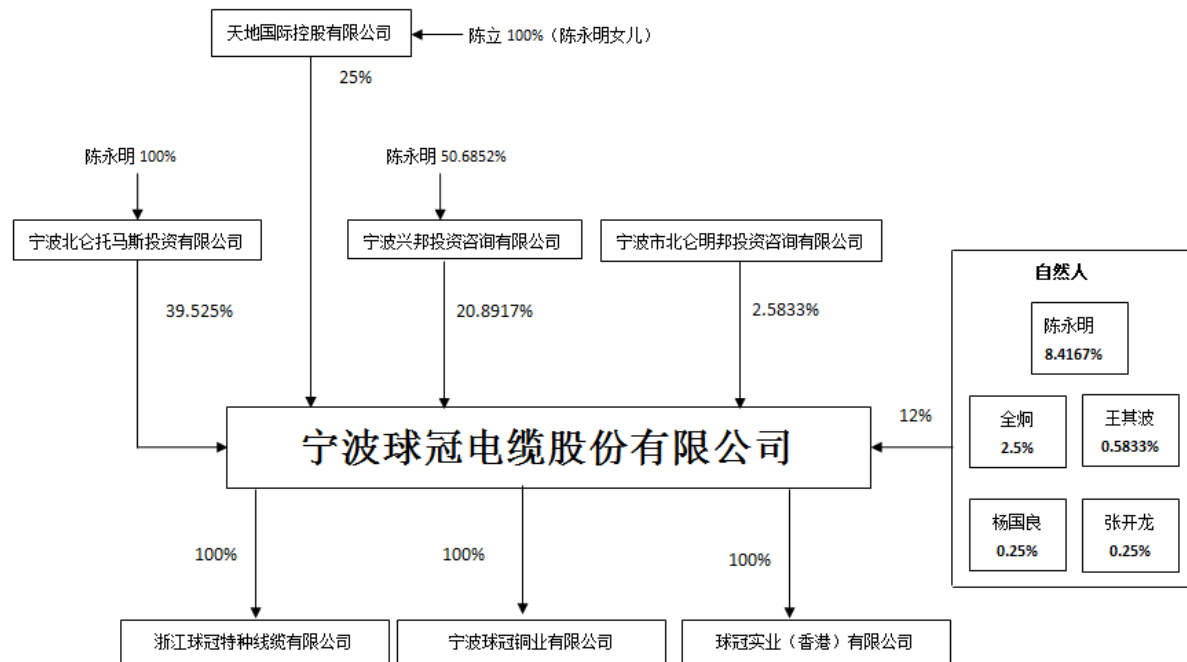 天地国际控股有限公司
陈立 100%（陈永明女儿）
25%
陈永明 100%
陈永明 50.6852%
宁波北仑托马斯投资有限公司
宁波兴邦投资咨询有限公司
宁波市北仑明邦投资咨询有限公司
39.525%
20.8917%
2.5833%
自然人
陈永明
8.4167%
全炯
2.5%
王其波
0.5833%
杨国良
0.25%
张开龙
0.25%
12%
宁波球冠电缆股份有限公司
100%
100%
100%
浙江球冠特种线缆有限公司
宁波球冠铜业有限公司
球冠实业（香港）有限公司